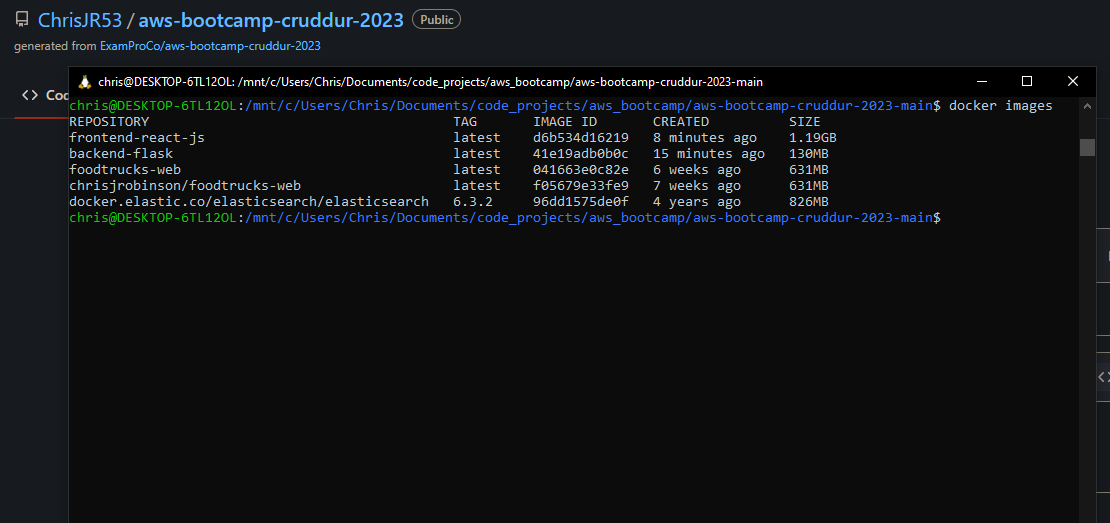 ChrisJR53 / aws-bootcamp-cruddur-2023 Public
generated from ExamProCo/aws-bootcamp-cruddur-2023
chris@DESKTOP-6TL12OL: /mnt/c/Users/Chris/Documents/code_projects/aws_bootcamp/aws-bootcamp-cruddur-2023-main
<> Co
chris@DESKTOP-6TL12OL:/mnt/c/Users/Chris/Documents/code_projects/aws_bootcamp/aws-bootcamp-cruddur-2023-main$ docker images
REPOSITORY TAG IMAGE ID CREATED SIZE
frontend-react-js latest d6b534d16219 8 minutes ago 1.19GB
backend-flask latest 41e19adb0b0c 15 minutes ago 130MB
foodtrucks-web latest 041663e0c82e 6 weeks ago 631MB
chrisjrobinson/foodtrucks-web latest f05679e33fe9 7 weeks ago 631MB
docker.elastic.co/elasticsearch/elasticsearch 6.3.2 96dd1575de0f 4 years ago 826MB
chris@DESKTOP-6TL12OL:/mnt/c/Users/Chris/Documents/code_projects/aws_bootcamp/aws-bootcamp-cruddur-2023-main$